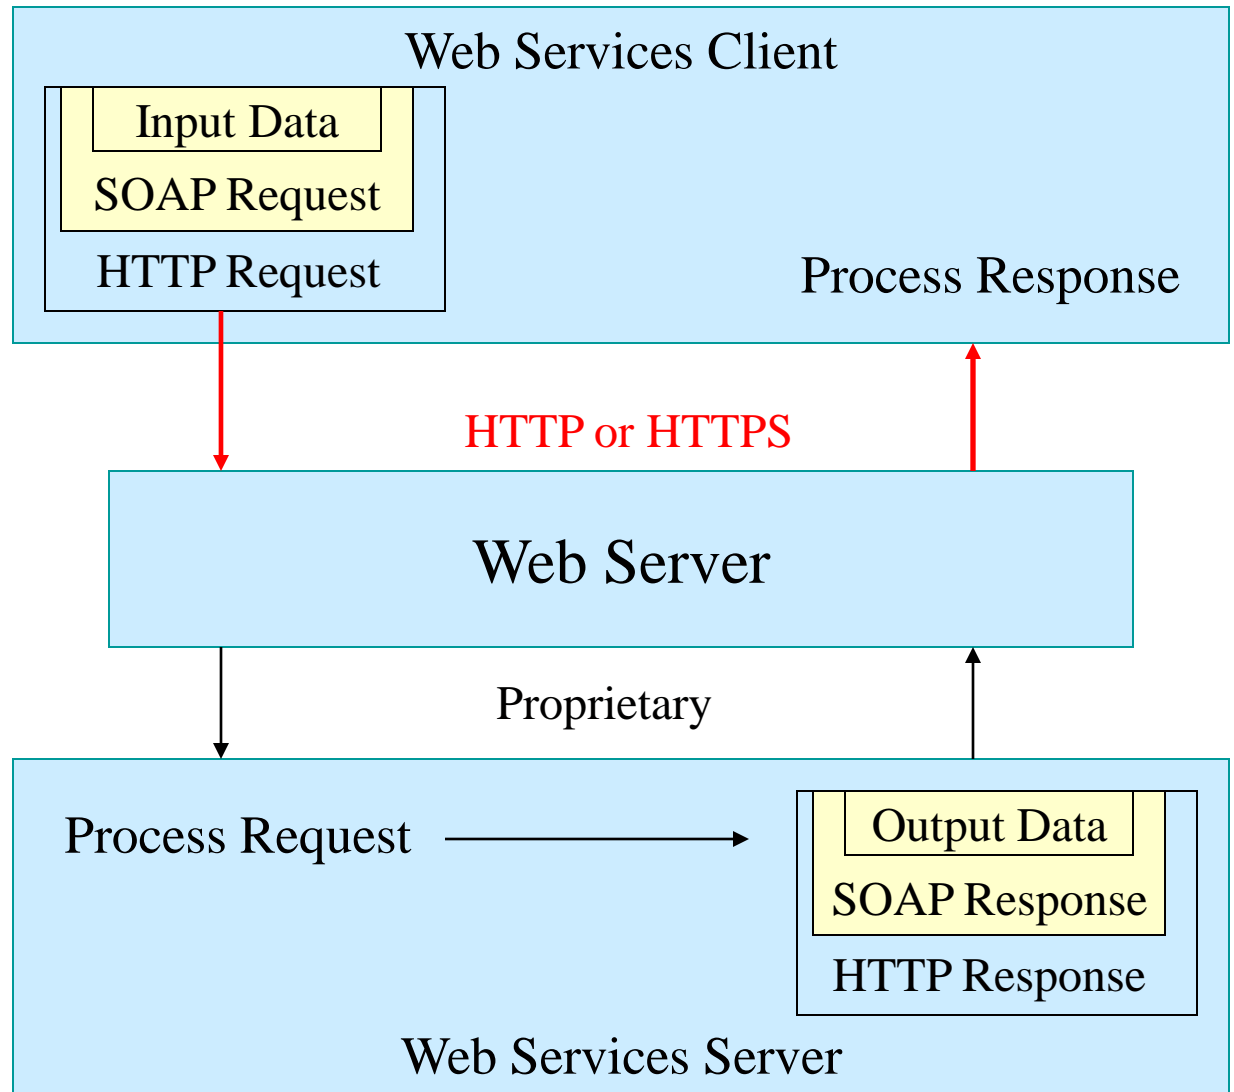 Web Services Client
Input Data
SOAP Request
HTTP Request
Process Response
HTTP or HTTPS
Web Server
Proprietary
Process Request
Output Data
SOAP Response
HTTP Response
Web Services Server